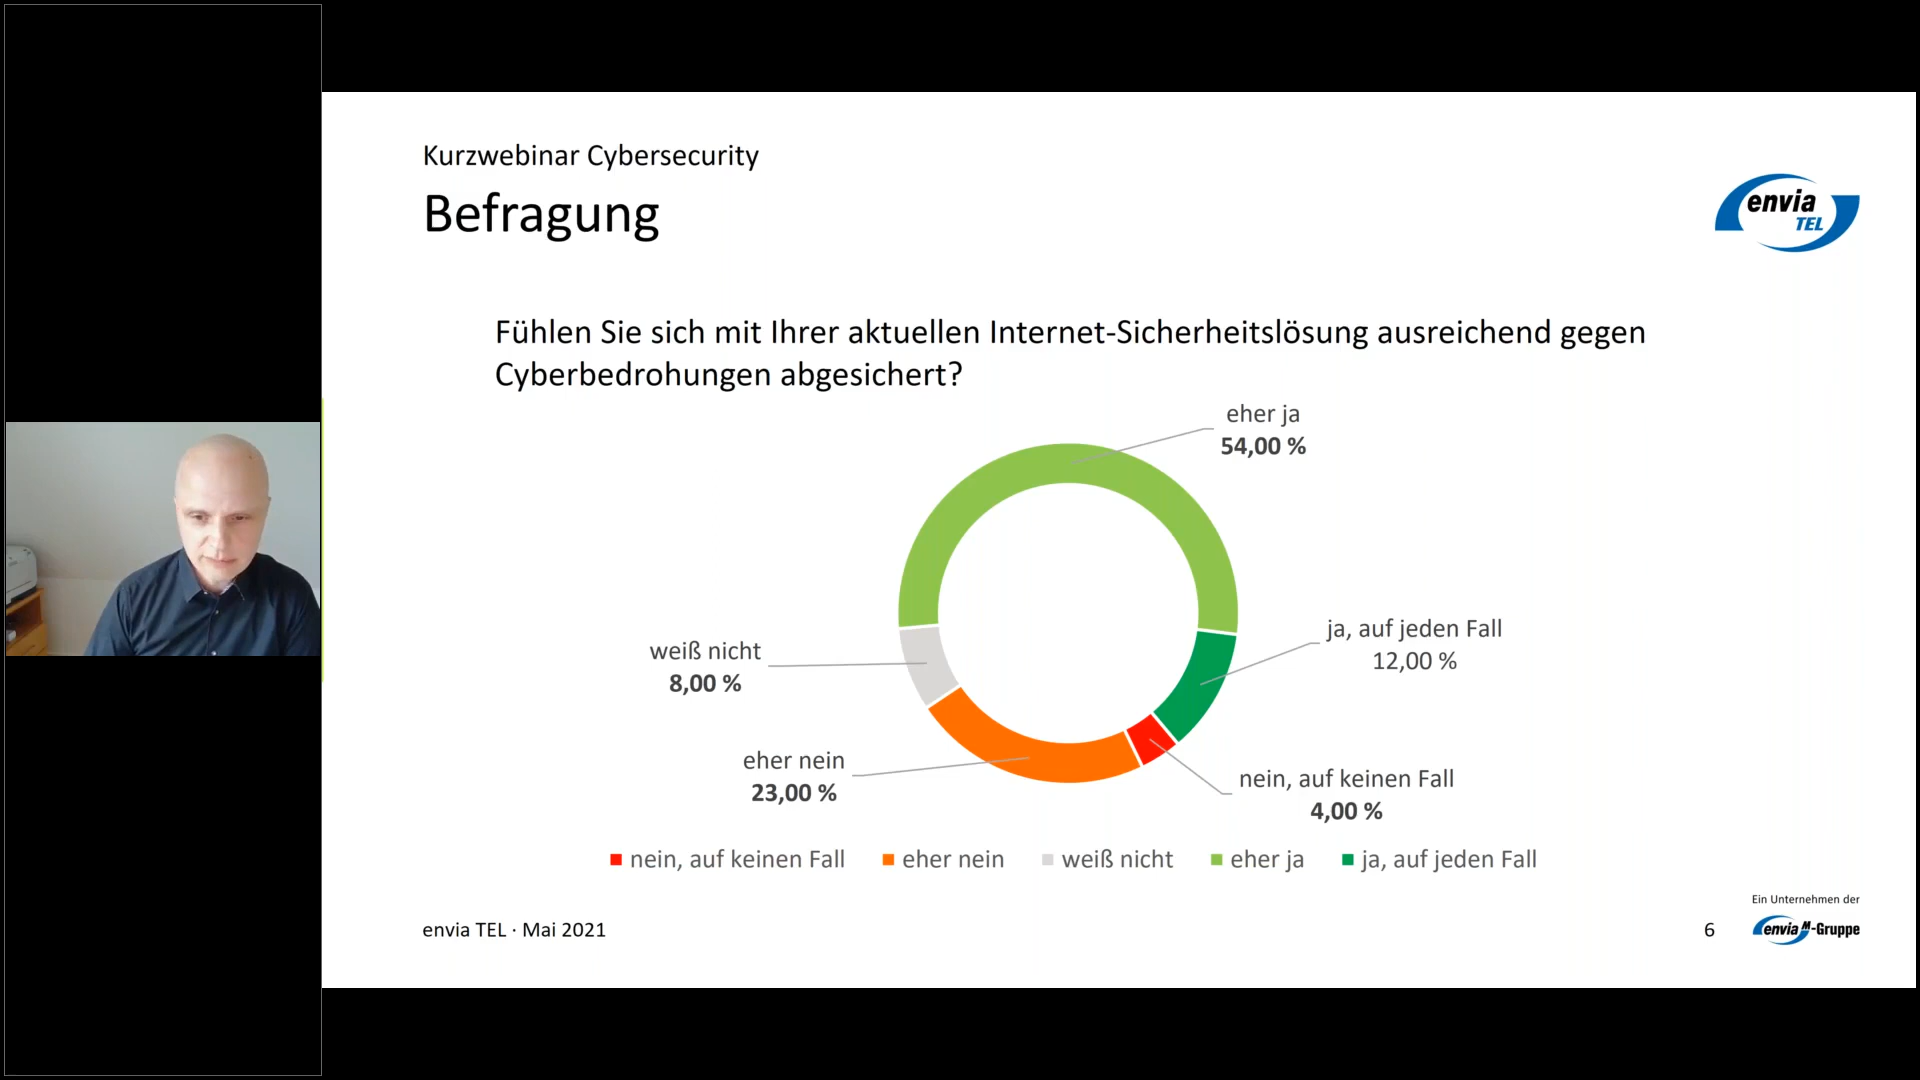 Kurzwebinar Cybersecurity
Befragung
envia
TEL
Fühlen Sie sich mit Ihrer aktuellen Internet-Sicherheitslösung ausreichend gegen
Cyberbedrohungen abgesichert?
eher ja
54,00 %
ja, auf jeden Fall
12,00 %
weiß nicht
8,00 %
eher nein
23,00 %
nein, auf keinen Fall
4,00 %
nein, auf keinen Fall eher nein weiß nicht eher ja ja, auf jeden Fall
Ein Unternehmen der
envia TEL · Mai 2021
6
envia M-Gruppe